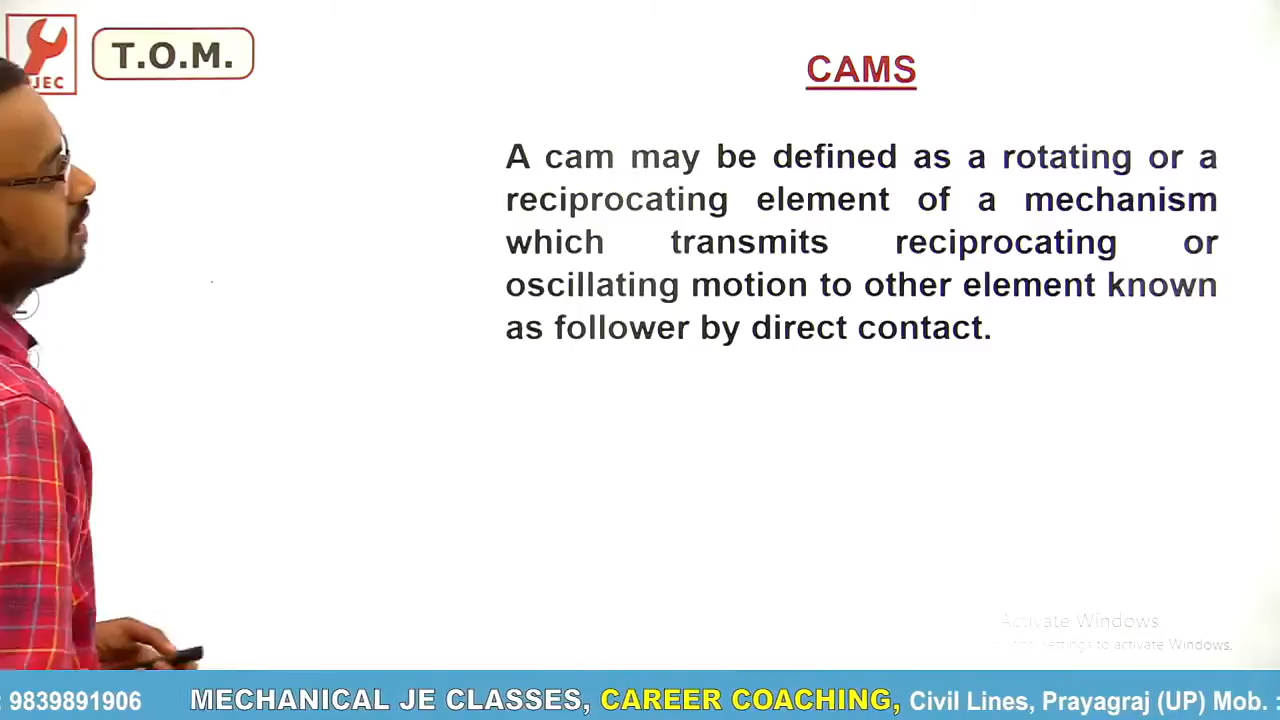 JEC
T.O.M.
CAMS
A cam may be defined as a rotating or a
reciprocating element of a mechanism
which transmits reciprocating or
oscillating motion to other element known
as follower by direct contact.
Activate Windows
Settings to activate Windows.
: 9839891906 MECHANICAL JE CLASSES, CAREER COACHING, Civil Lines, Prayagraj (UP) Mob. :